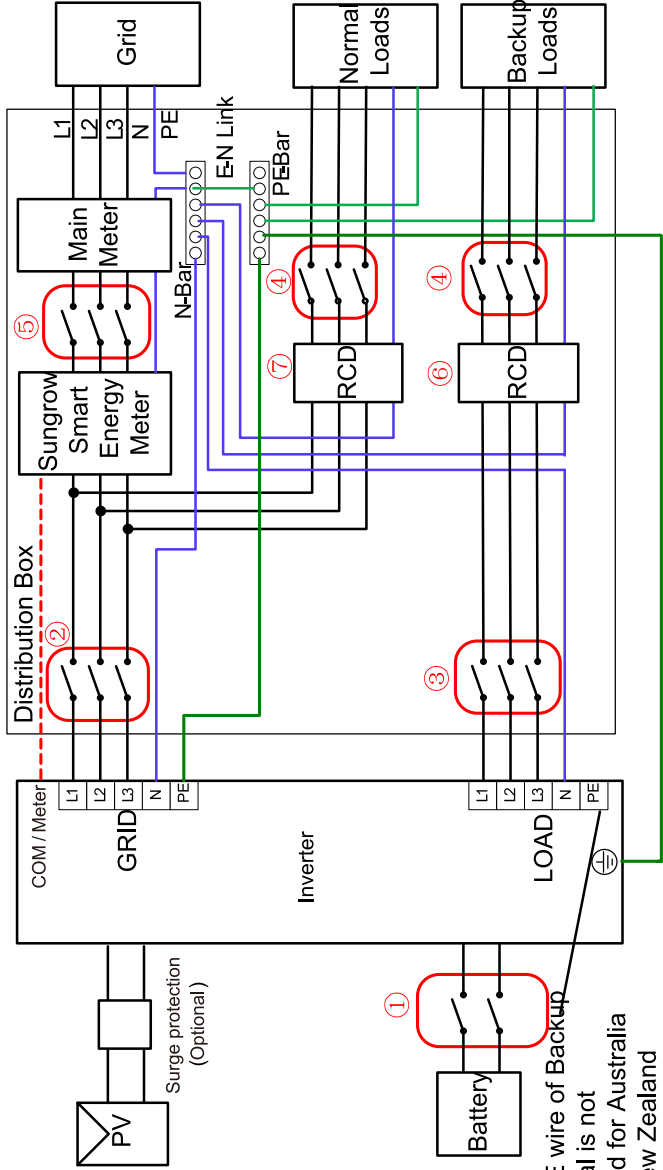 Grid
Normal
Loads
Backup
Loads
L1
L2
L3
N
PE
E-N Link
PE-Bar
N-Bar
Main
Meter
⑤
④
④
Sungrow
Smart
Energy
Meter
⑦
RCD
⑥
RCD
Distribution Box
②
③
COM / Meter
L1
L2
L3
N
PE
GRID
Inverter
L1
L2
L3
N
PE
LOAD
Surge protection
(Optional)
PV
①
Battery
wire of Backup
is not
for Australia
Zealand